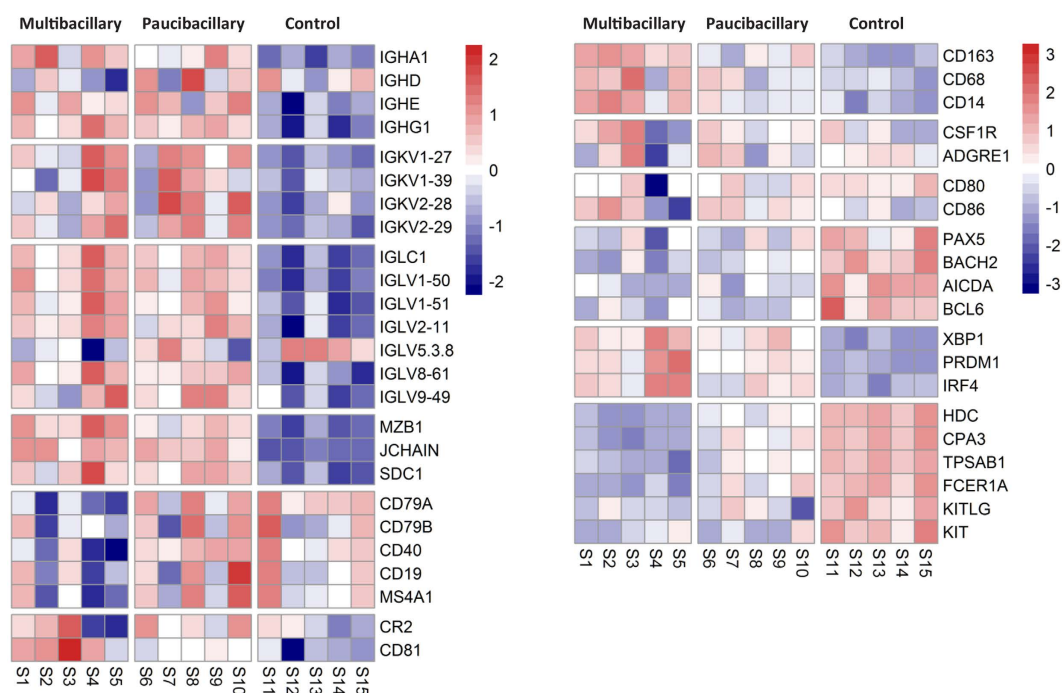 Multibacillary Paucibacillary Control
IGHA1
IGHD
IGHE
IGHG1
IGKV1-27
IGKV1-39
IGKV2-28
IGKV2-29
IGLC1
IGLV1-50
IGLV1-51
IGLV2-11
IGLV5.3.8
IGLV8-61
IGLV9-49
MZB1
JCHAIN
SDC1
CD79A
CD79B
CD40
CD19
MS4A1
CR2
CD81
S1 S2 S3 S4 S5 S6 S7 S8 S9 S10 S11 S12 S13 S14 S15
2
1
0
-1
-2
Multibacillary Paucibacillary Control
CD163
CD68
CD14
CSF1R
ADGRE1
CD80
CD86
PAX5
BACH2
AICDA
BCL6
XBP1
PRDM1
IRF4
HDC
CPA3
TPSAB1
FCER1A
KITLG
KIT
S1 S2 S3 S4 S5 S6 S7 S8 S9 S10 S11 S12 S13 S14 S15
3
2
1
0
-1
-2
-3